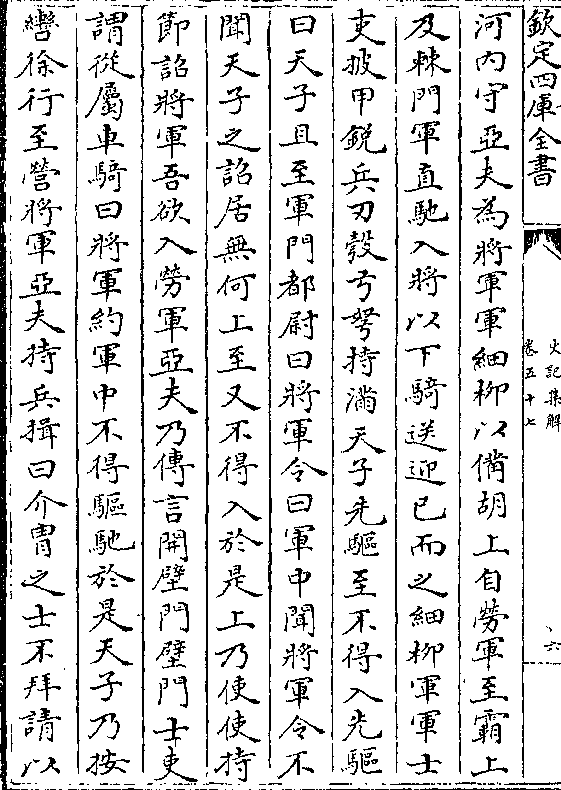 欽定四庫全書
史記集解
卷五十七
六
河内守亞夫為將軍軍細柳以備胡上自勞軍至霸上
及棘門軍直馳入將以下騎送迎已而之細柳軍軍士
吏披甲鋭兵刃彀弓弩持滿天子先驅至不得入先驅
曰天子且至軍門都尉曰將軍令曰軍中聞將軍令不
聞天子之詔居無何上至又不得入於是上乃使使持
節詔將軍吾欲入勞軍亞夫乃傳言開壁門壁門士吏
謂從屬車騎曰將軍約軍中不得驅馳於是天子乃按
轡徐行至營將軍亞夫持兵揖曰介胄之士不拜請以